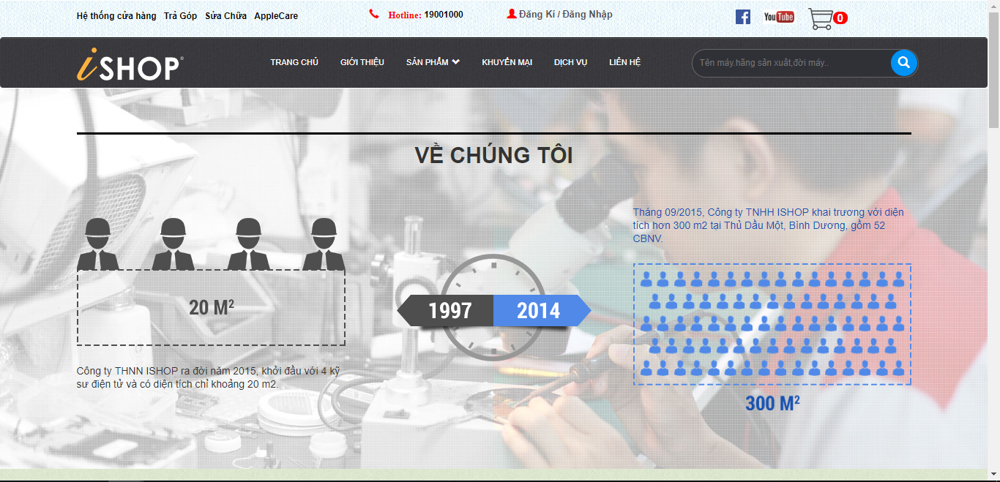 Hệ thống cửa hàng Trả Góp Sửa Chữa AppleCare
Hotline: 19001000
Đăng Kí / Đăng Nhập
You Tube
0
iSHOP®
TRANG CHỦ GIỚI THIỆU SẢN PHẨM KHUYẾN MẠI DỊCH VỤ LIÊN HỆ
Tên máy.hãng sản xuất,đời máy..
VỀ CHÚNG TÔI
20 M²
Công ty THNN ISHOP ra đời năm 2015, khởi đầu với 4 kỹ
sư điện tử và có diện tích chỉ khoảng 20 m2.
1997 2014
Tháng 09/2015, Công ty TNHH ISHOP khai trương với diện
tích hơn 300 m2 tại Thủ Dầu Một, Bình Dương, gồm 52
CBNV.
300 M²